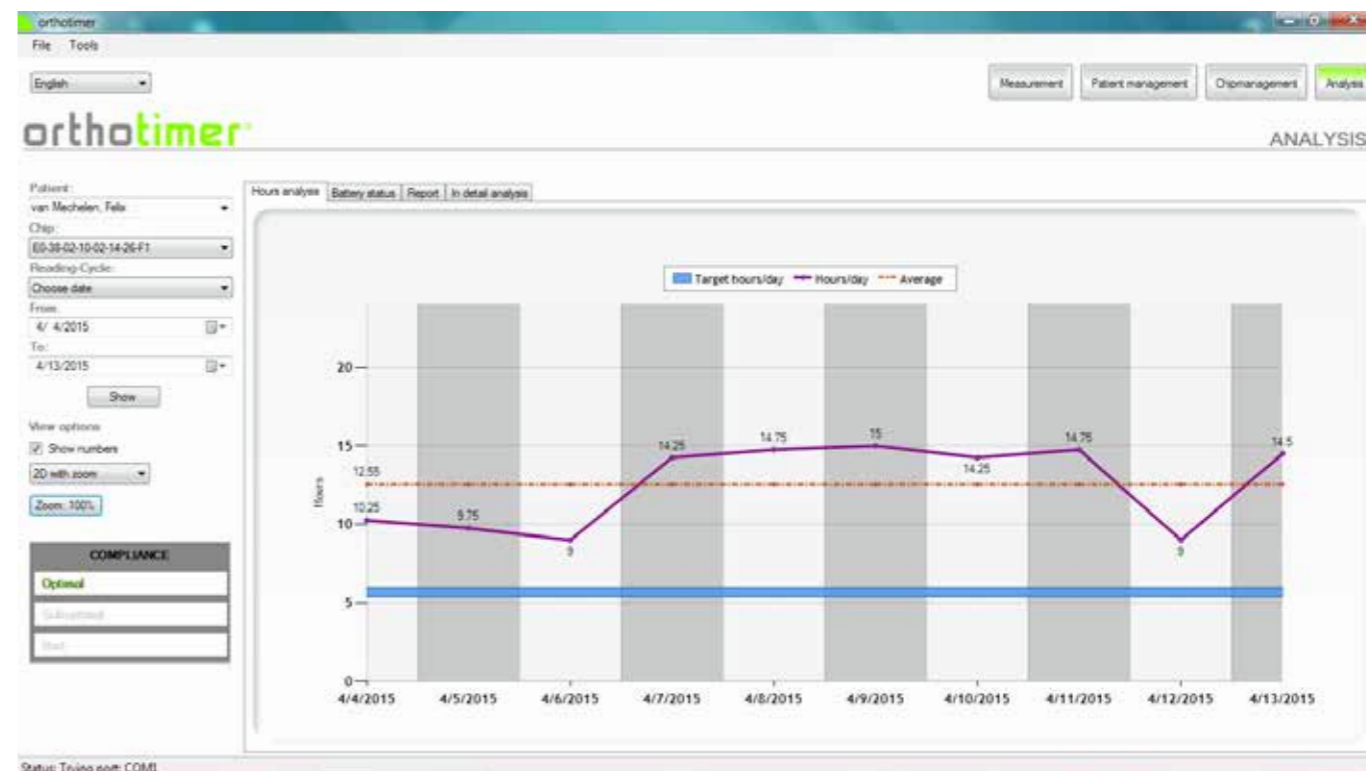 orthotimer
File Tools
English
Measurement Patient management Chipmanagement Analysis
orthotimer
ANALYSIS
Patient:
van Mechelen, Felix
Chip:
E0-38-02-10-02-14-26-F1
Reading-Cycle:
Choose date
From:
4/ 4/2015
To:
4/13/2015
Show
View options
Show numbers
2D with zoom
Zoom: 100%
COMPLIANCE
Optimal
Suboptimal
Hours analysis Battery status Report In detail analysis
Target hours/day Hours/day Average
Hours
20
15
10
5
0
12.55
10.25 9.75 9 14.25 14.75 15 14.25 14.75 9 14.5
4/4/2015 4/5/2015 4/6/2015 4/7/2015 4/8/2015 4/9/2015 4/10/2015 4/11/2015 4/12/2015 4/13/2015
Status: Trying port: COM1